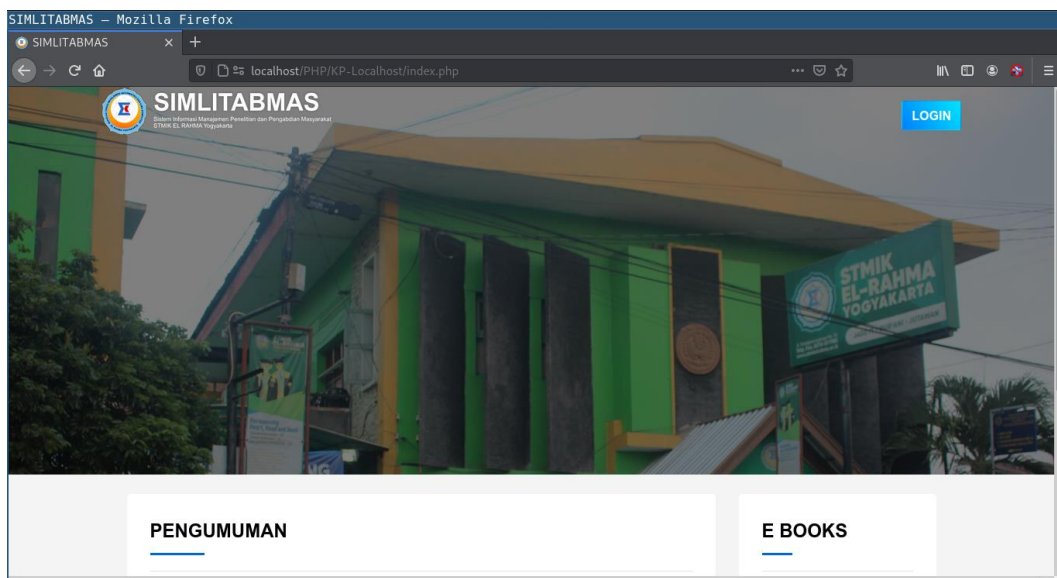 SIMLITABMAS — Mozilla Firefox
SIMLITABMAS
localhost/PHP/KP-Localhost/index.php
SIMLITABMAS
Sistem Informasi Manajemen Penelitian dan Pengabdian Masyarakat
STMIK EL RAHMA Yogyakarta
LOGIN
STMIK
EL-RAHMA
YOGYAKARTA
PENGUMUMAN
E BOOKS